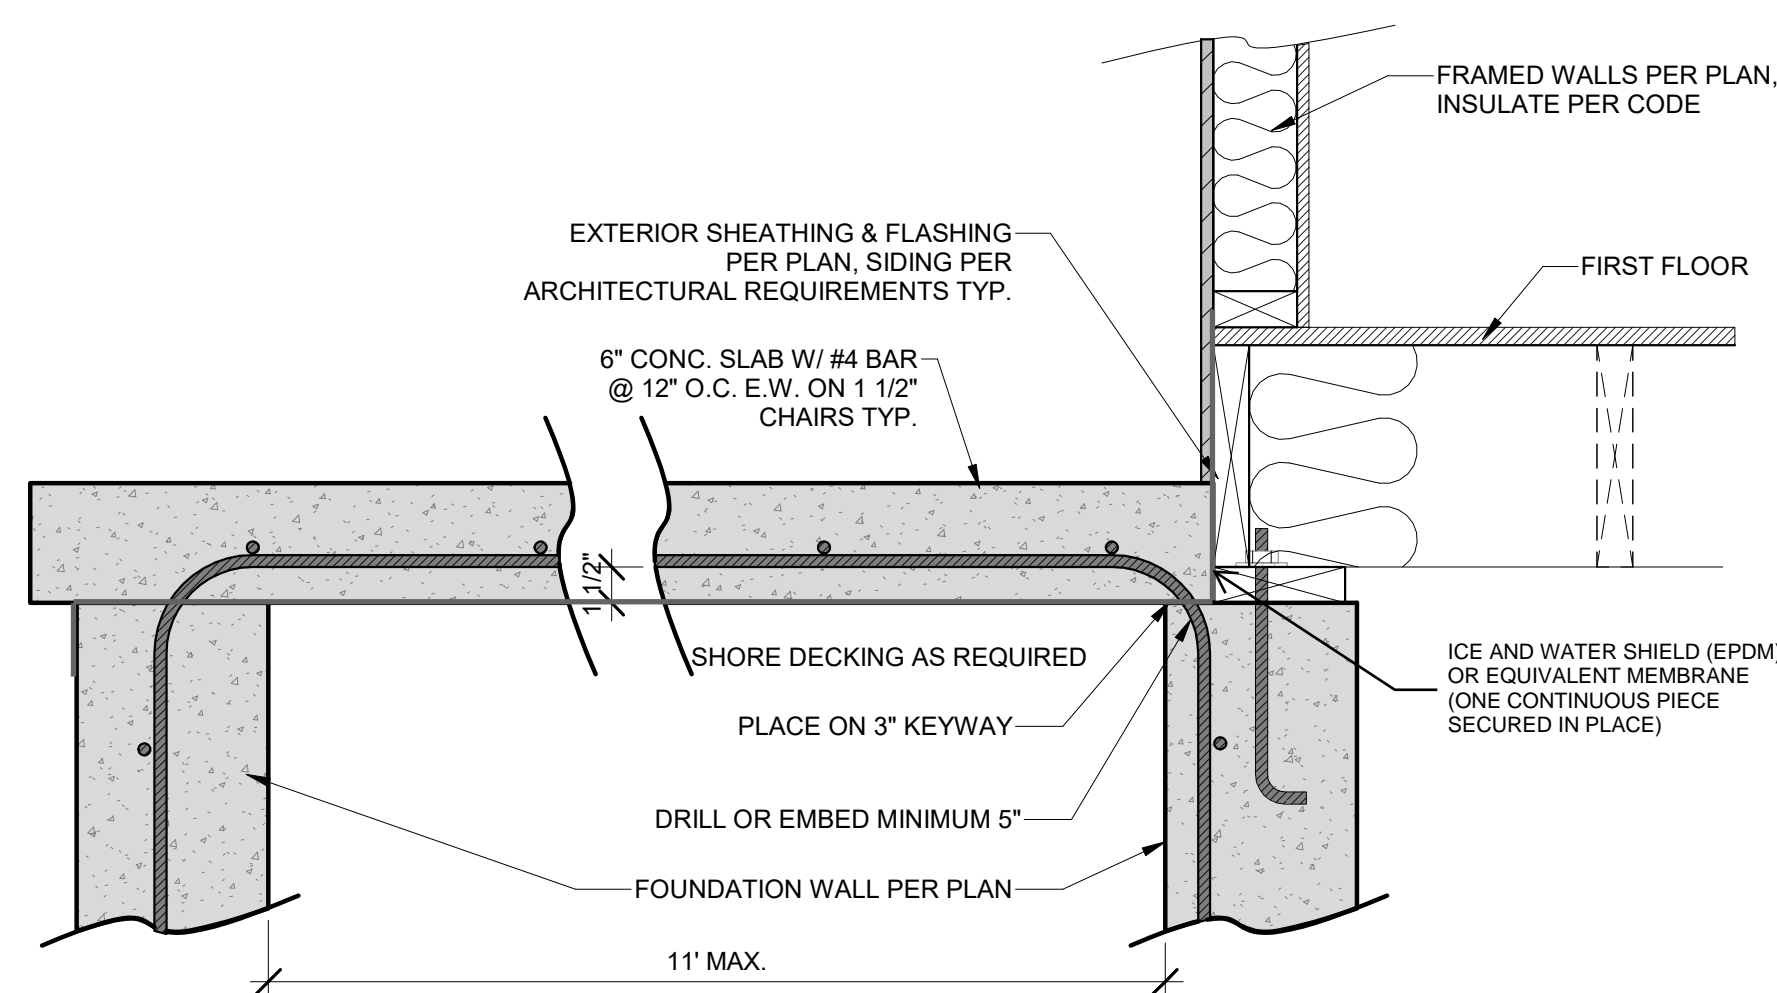 FRAMED WALLS PER PLAN,
INSULATE PER CODE
EXTERIOR SHEATHING & FLASHING
PER PLAN, SIDING PER
ARCHITECTURAL REQUIREMENTS TYP.
FIRST FLOOR
6" CONC. SLAB W/ #4 BAR
@ 12" O.C. E.W. ON 1 1/2"
CHAIRS TYP.
1 1/2"
SHORE DECKING AS REQUIRED
ICE AND WATER SHIELD (EPDM)
OR EQUIVALENT MEMBRANE
(ONE CONTINUOUS PIECE
SECURED IN PLACE)
PLACE ON 3" KEYWAY
DRILL OR EMBED MINIMUM 5"
FOUNDATION WALL PER PLAN
11' MAX.